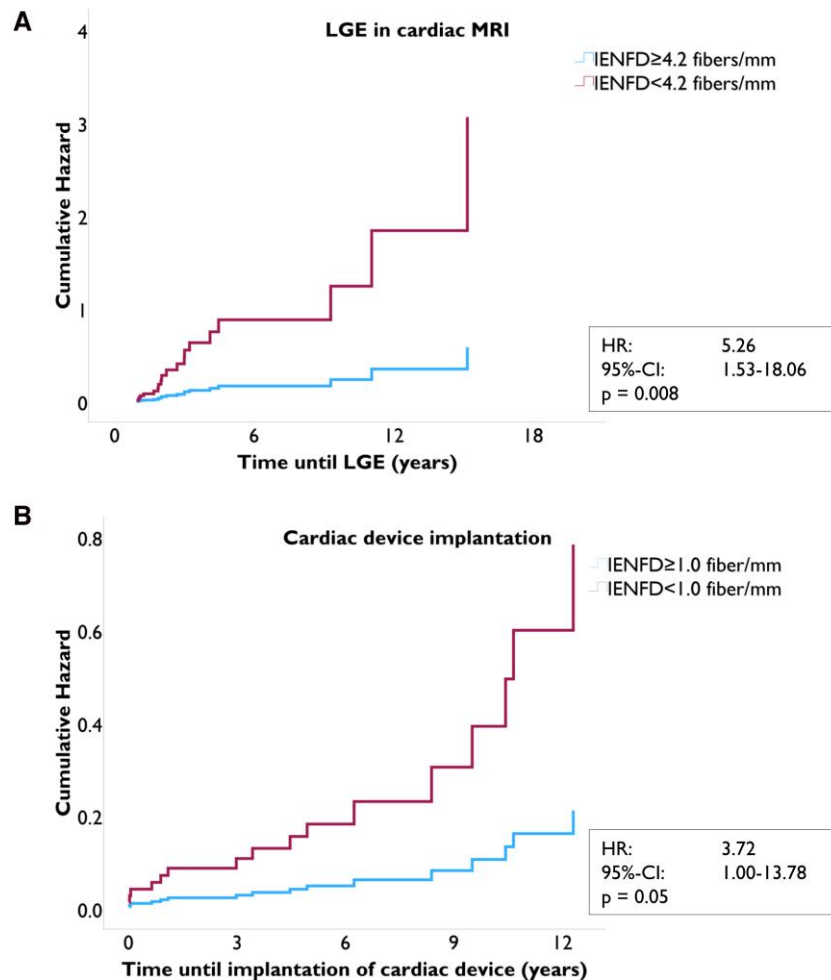 A
LGE in cardiac MRI
IENFD≥4.2 fibers/mm
IENFD<4.2 fibers/mm
Cumulative Hazard
4
3
2
1
0
HR: 5.26
95%-CI: 1.53-18.06
p = 0.008
0 6 12 18
Time until LGE (years)
B
Cardiac device implantation
IENFD≥1.0 fiber/mm
IENFD<1.0 fiber/mm
Cumulative Hazard
0.8
0.6
0.4
0.2
0.0
HR: 3.72
95%-CI: 1.00-13.78
p = 0.05
0 3 6 9 12
Time until implantation of cardiac device (years)